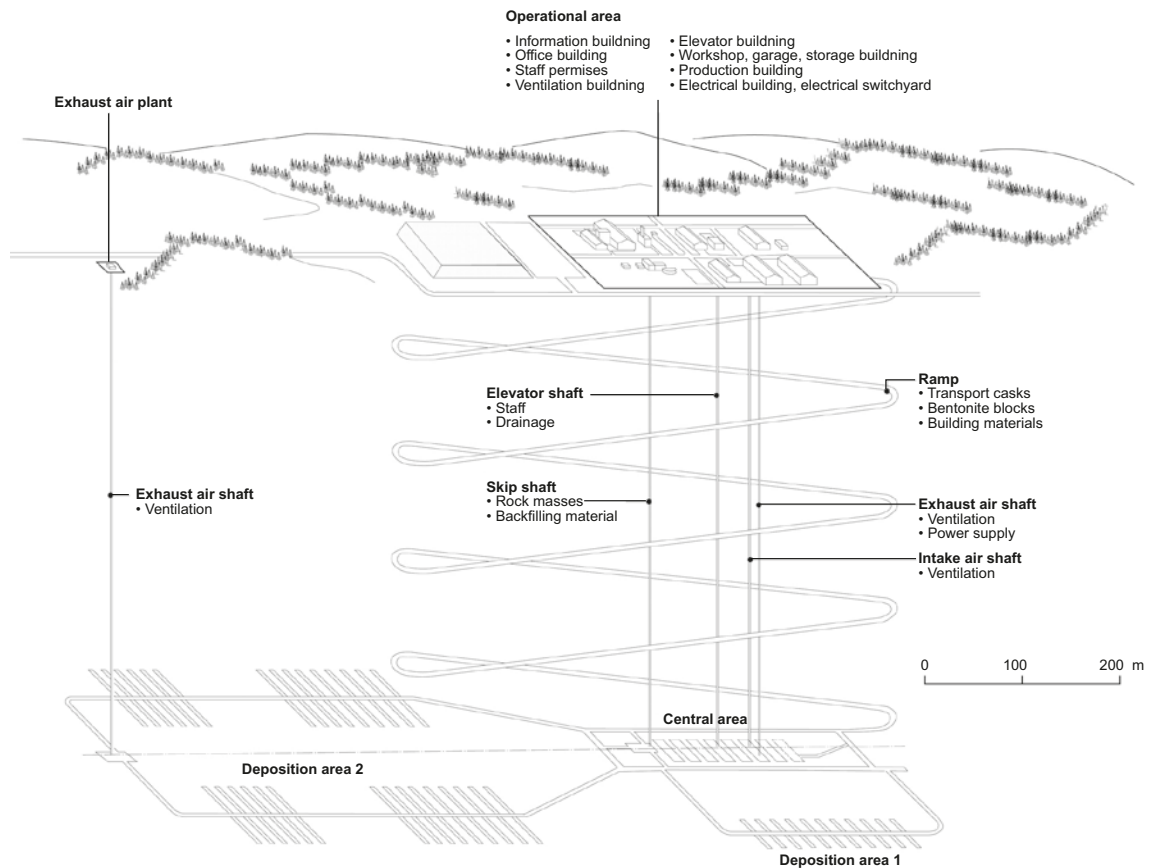 Operational area
• Information buildning
• Office building
• Staff permises
• Ventilation buildning
• Elevator buildning
• Workshop, garage, storage buildning
• Production building
• Electrical building, electrical switchyard
Exhaust air plant
Elevator shaft
• Staff
• Drainage
Ramp
• Transport casks
• Bentonite blocks
• Building materials
Exhaust air shaft
• Ventilation
Skip shaft
• Rock masses
• Backfilling material
Exhaust air shaft
• Ventilation
• Power supply
Intake air shaft
• Ventilation
0 100 200 m
Central area
Deposition area 2
Deposition area 1